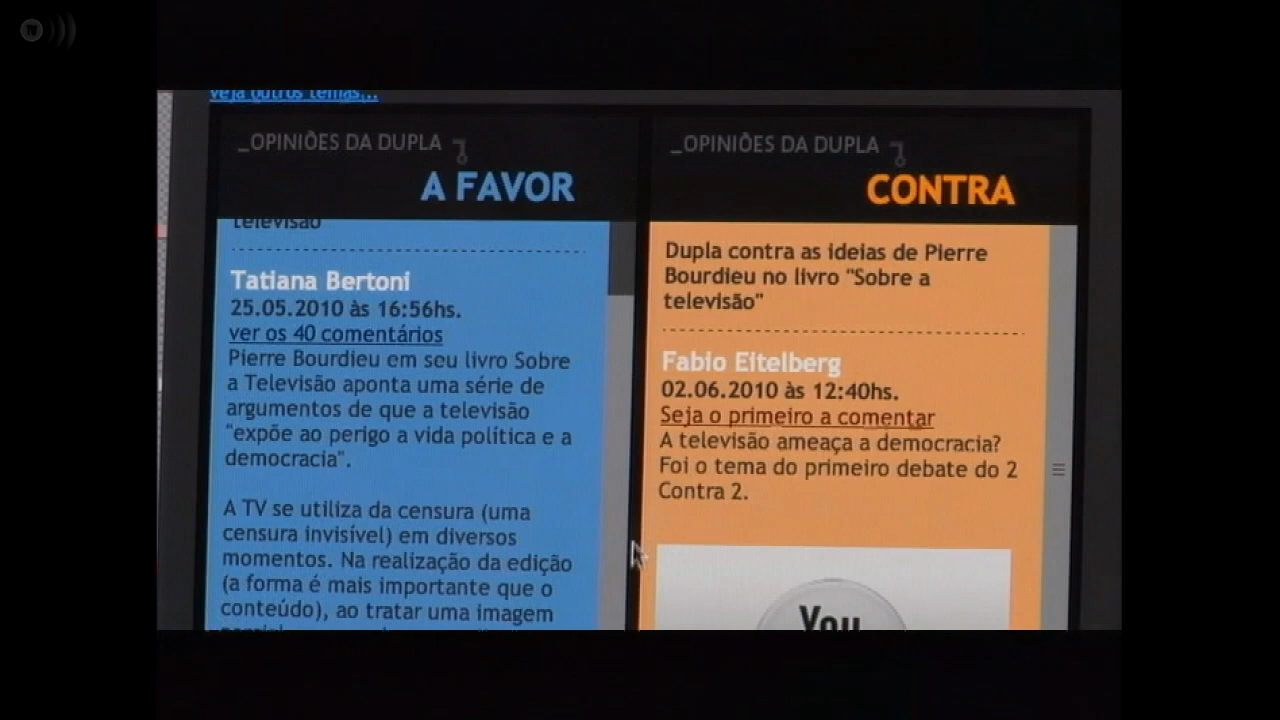 TV
veja outros temas...
_OPINIÕES DA DUPLA
A FAVOR
televisão
Tatiana Bertoni
25.05.2010 às 16:56hs.
ver os 40 comentários
Pierre Bourdieu em seu livro Sobre
a Televisão aponta uma série de
argumentos de que a televisão
"expõe ao perigo a vida política e a
democracia".
A TV se utiliza da censura (uma
censura invisível) em diversos
momentos. Na realização da edição
(a forma é mais importante que o
conteúdo), ao tratar uma imagem
_OPINIÕES DA DUPLA
CONTRA
Dupla contra as ideias de Pierre
Bourdieu no livro "Sobre a
televisão"
Fabio Eitelberg
02.06.2010 às 12:40hs.
Seja o primeiro a comentar
A televisão ameaça a democracia?
Foi o tema do primeiro debate do 2
Contra 2.
You